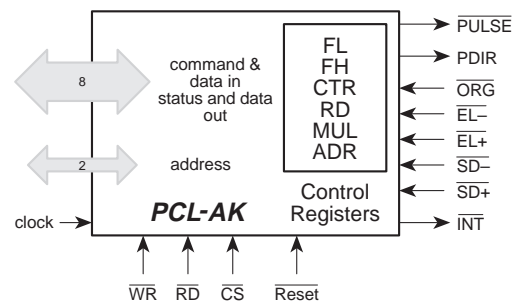 8
command &
data in
status and data
out
2
address
clock
PCL-AK
FL
FH
CTR
RD
MUL
ADR
Control
Registers
PULSE
PDIR
ORG
EL–
EL+
SD–
SD+
INT
WR
RD
CS
Reset